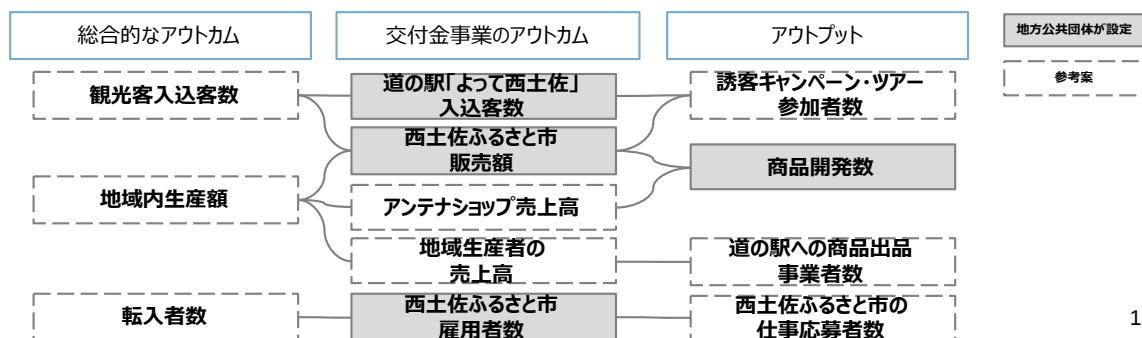 総合的なアウトカム
交付金事業のアウトカム
アウトプット
地方公共団体が設定
参考案
観光客入込客数
道の駅「よって西土佐」
入込客数
誘客キャンペーン・ツアー
参加者数
西土佐ふるさと市
販売額
商品開発数
地域内生産額
アンテナショップ売上高
地域生産者の
売上高
道の駅への商品出品
事業者数
転入者数
西土佐ふるさと市
雇用者数
西土佐ふるさと市の
仕事応募者数
1